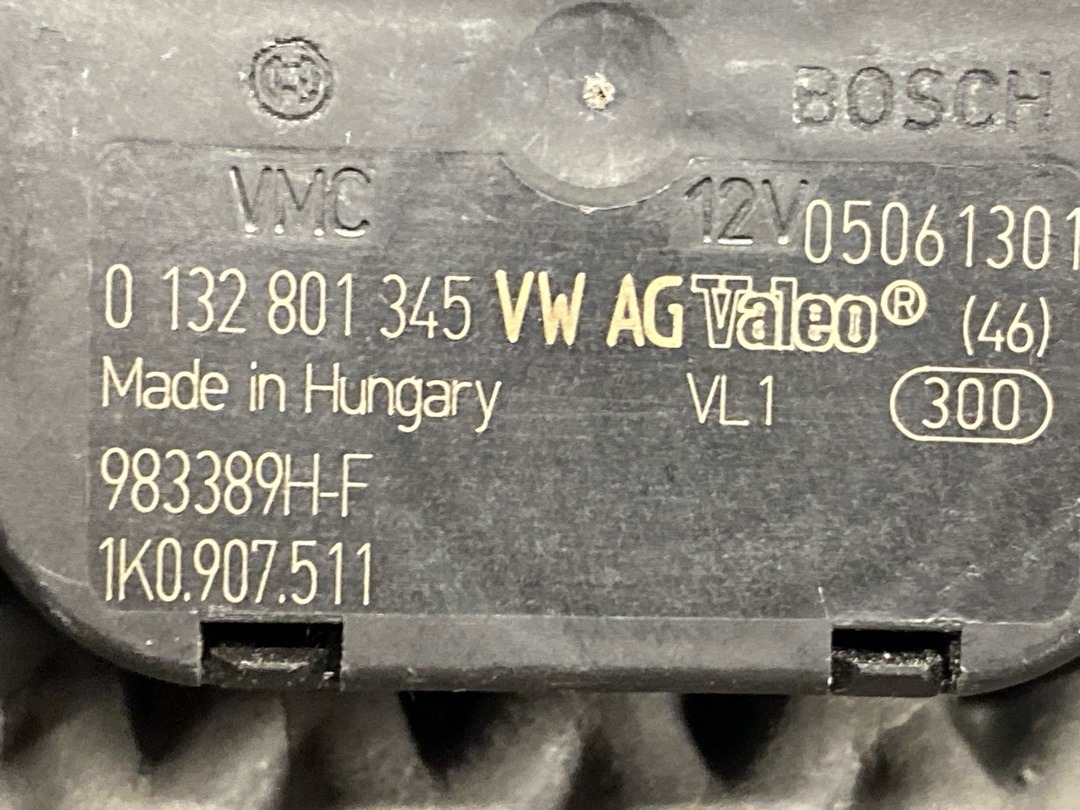 BOSCH
VMC 12V 05061301
0 132 801 345 VW AG Valeo® (46)
Made in Hungary VL1 300
983389H-F
1K0.907.511